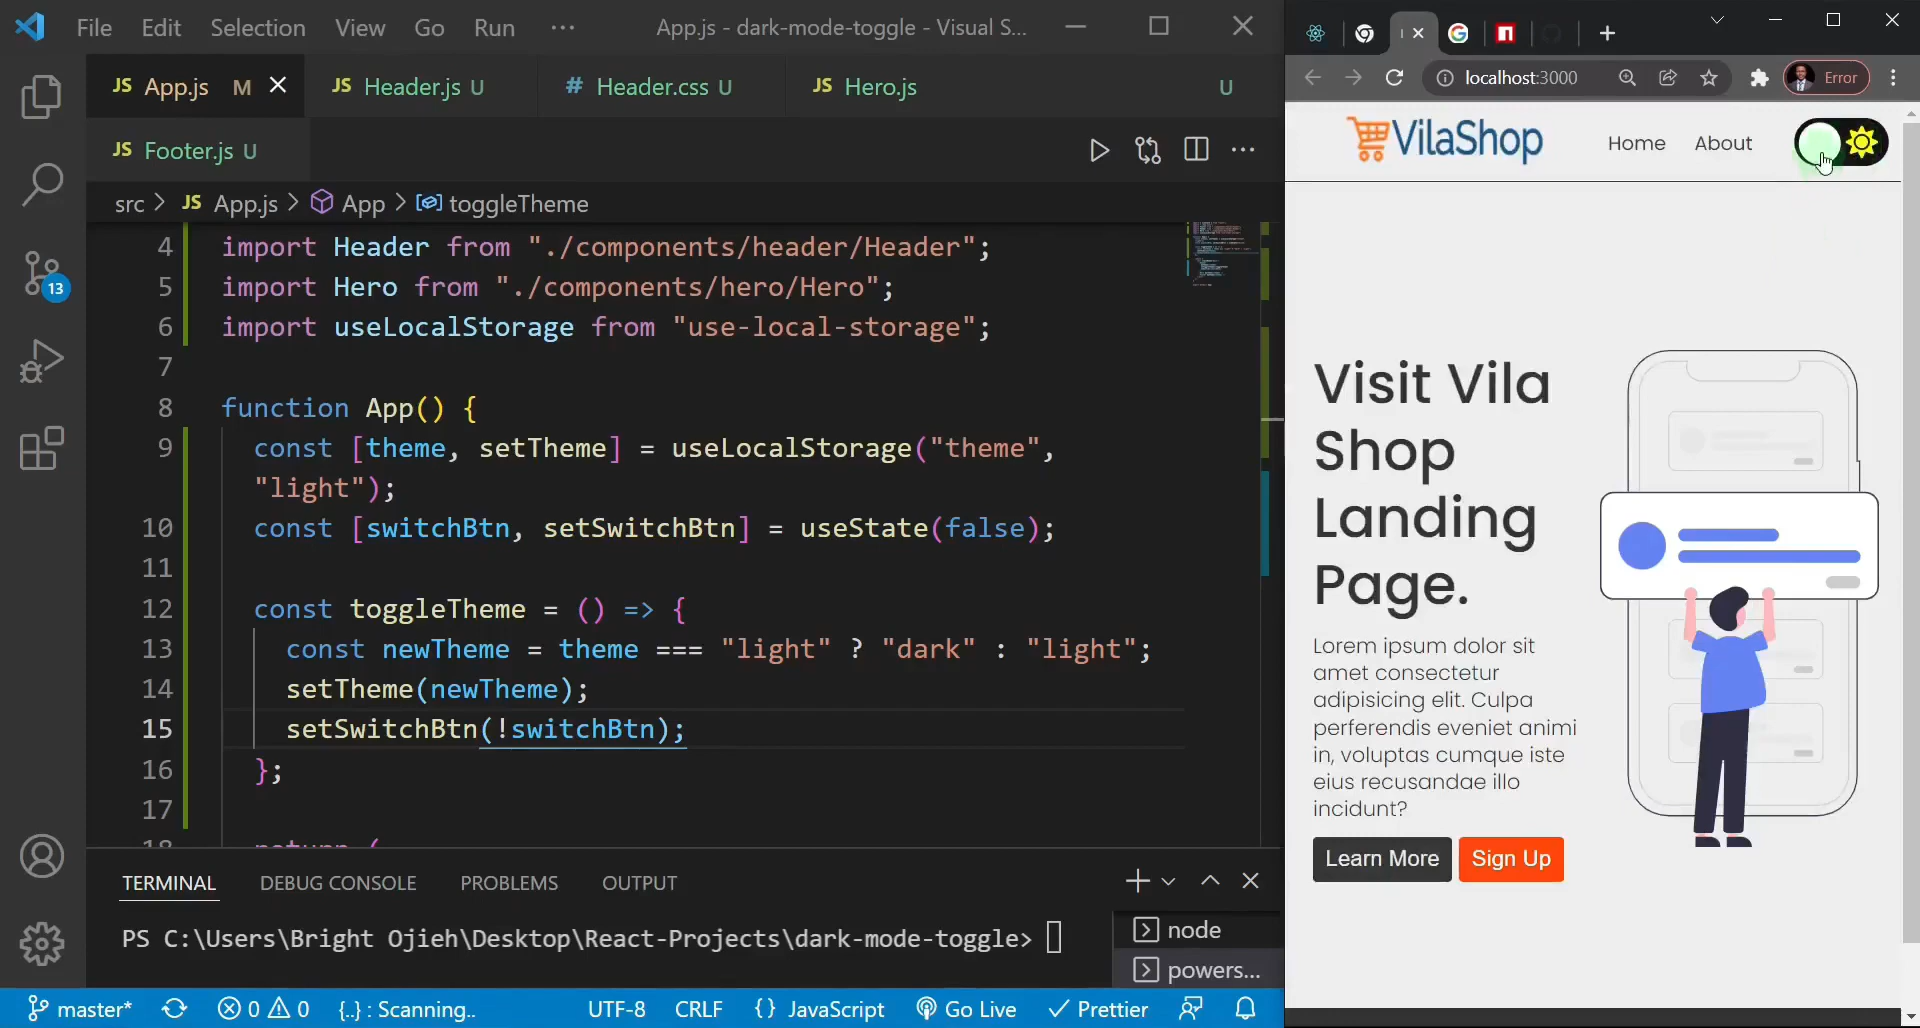 File Edit Selection View Go Run ··· App.js - dark-mode-toggle - Visual S...
JS App.js M JS Header.js U # Header.css U JS Hero.js U
JS Footer.js U
src > JS App.js > App > toggleTheme
4 import Header from "./components/header/Header";
5 import Hero from "./components/hero/Hero";
6 import useLocalStorage from "use-local-storage";
7
8 function App() {
9 const [theme, setTheme] = useLocalStorage("theme",
"light");
10 const [switchBtn, setSwitchBtn] = useState(false);
11
12 const toggleTheme = () => {
13 const newTheme = theme === "light" ? "dark" : "light";
14 setTheme(newTheme);
15 setSwitchBtn(!switchBtn);
16 };
17
18 return (
13
TERMINAL DEBUG CONSOLE PROBLEMS OUTPUT
PS C:\Users\Bright Ojieh\Desktop\React-Projects\dark-mode-toggle>
node
powers...
master* 0 0 {..} : Scanning.. UTF-8 CRLF {} JavaScript Go Live Prettier
localhost:3000 Error
VilaShop Home About
Visit Vila
Shop
Landing
Page.
Lorem ipsum dolor sit
amet consectetur
adipisicing elit. Culpa
perferendis eveniet animi
in, voluptas cumque iste
eius recusandae illo
incidunt?
Learn More Sign Up